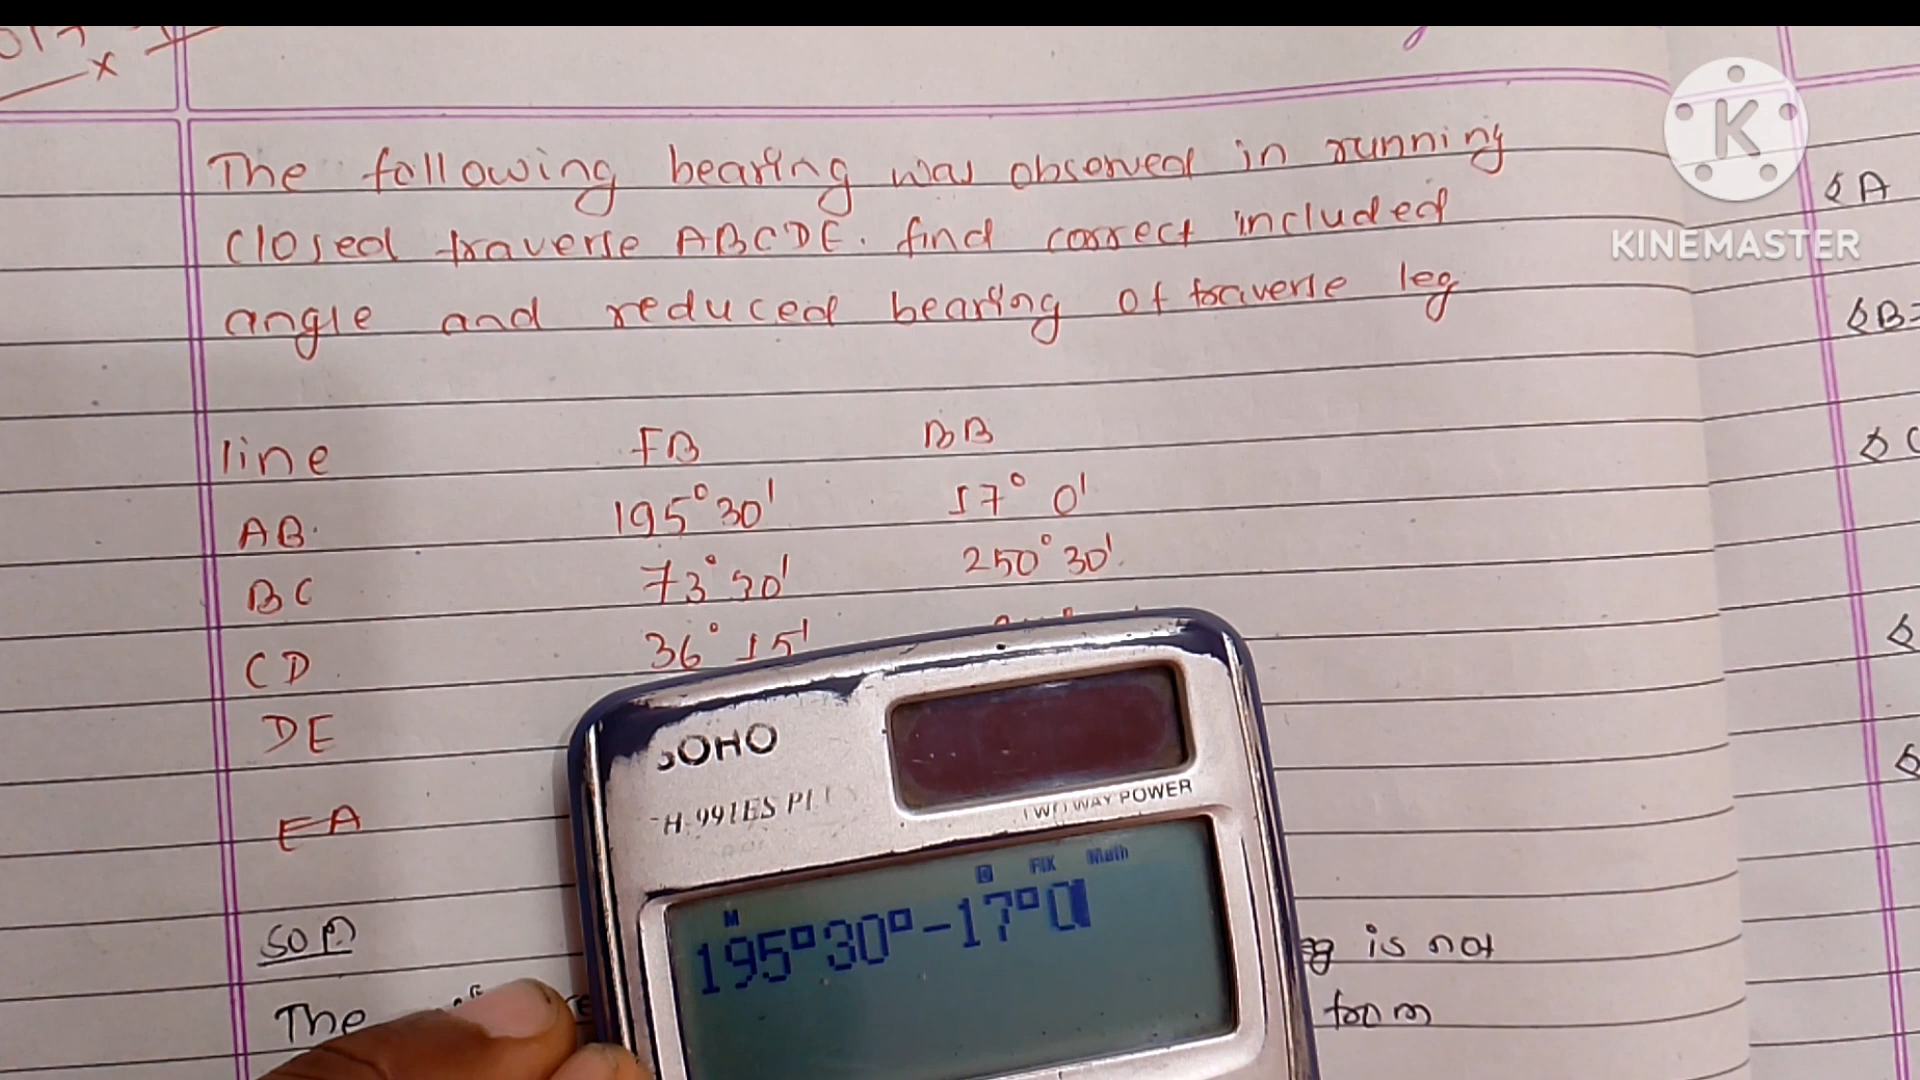 The following bearing was observed in running
closed traverse ABCDE. find correct included
angle and reduced bearing of traverse leg
line FB BB
AB. 195°30' 17° 0'
BC 73°30' 250°30'.
CD 36° 15'
DE
EA
SOHO
991ES PL
TWO WAY POWER
M FIX Math
195°30°-17°0
Soln
is not
The
from
K
KINEMASTER
∆A
∆B=
∆C